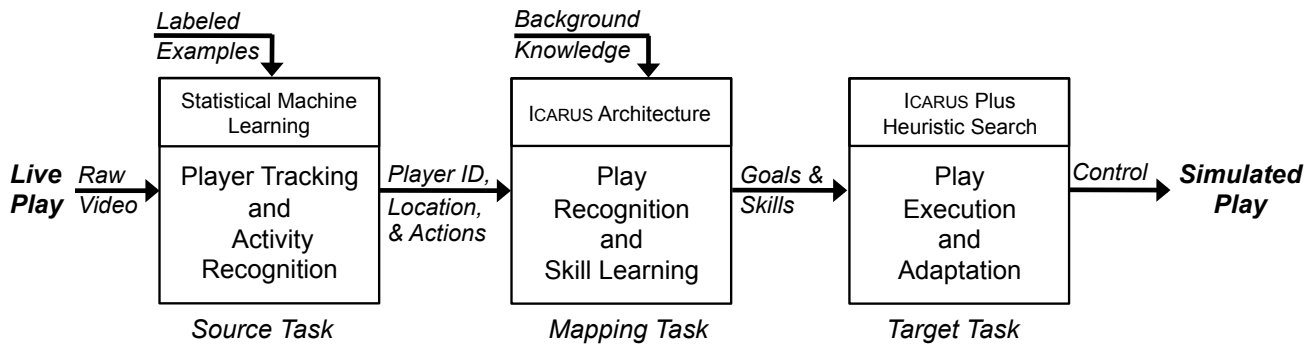 Labeled
Examples
Background
Knowledge
Statistical Machine
Learning
ICARUS Architecture
ICARUS Plus
Heuristic Search
Live
Play
Raw
Video
Player Tracking
and
Activity
Recognition
Player ID,
Location,
& Actions
Play
Recognition
and
Skill Learning
Goals &
Skills
Play
Execution
and
Adaptation
Control
Simulated
Play
Source Task
Mapping Task
Target Task